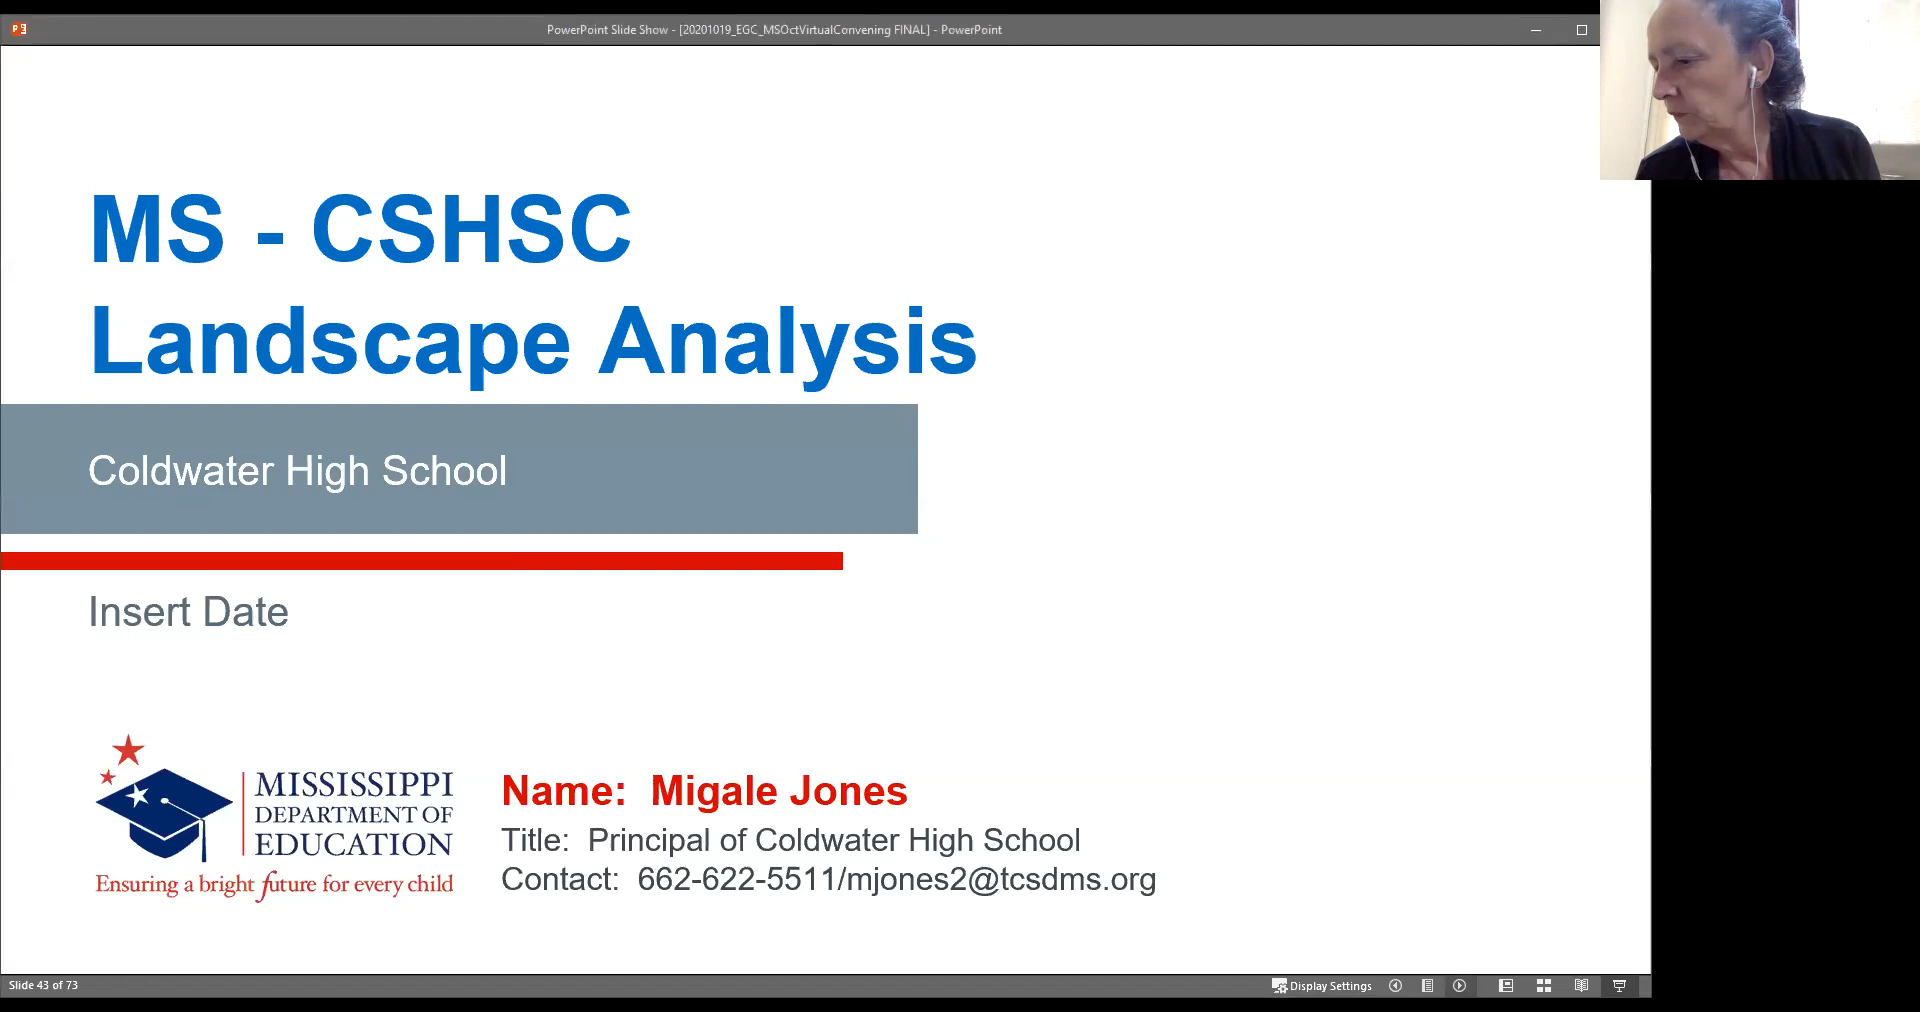 PowerPoint Slide Show - [20201019_EGC_MSOctVirtualConvening FINAL] - PowerPoint
MS - CSHSC
Landscape Analysis
Coldwater High School
Insert Date
MISSISSIPPI
DEPARTMENT OF
EDUCATION
Ensuring a bright future for every child
Name: Migale Jones
Title: Principal of Coldwater High School
Contact: 662-622-5511/mjones2@tcsdms.org
Slide 43 of 73
Display Settings